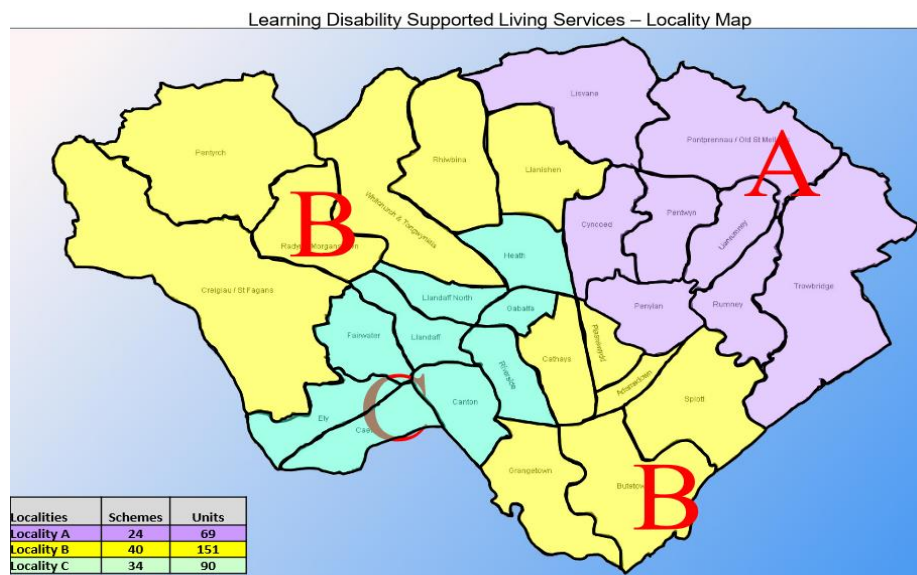 Learning Disability Supported Living Services – Locality Map
Lisvane
Pontprennau / Old St Mellons
A
Pentyrch
Rhiwbina
Llanishen
B
Whitchurch & Tongwynlais
Radyr / Morganstown
Cyncoed
Pentwyn
Llanrumney
Trowbridge
Heath
Creigiau / St Fagans
Llandaff North
Gabalfa
Penylan
Rumney
Fairwater
Llandaff
Riverside
Cathays
Plasnewydd
Adamsdown
Splott
C
Canton
Ely
Grangetown
B
Localities Schemes Units
Locality A 24 69
Locality B 40 151
Locality C 34 90